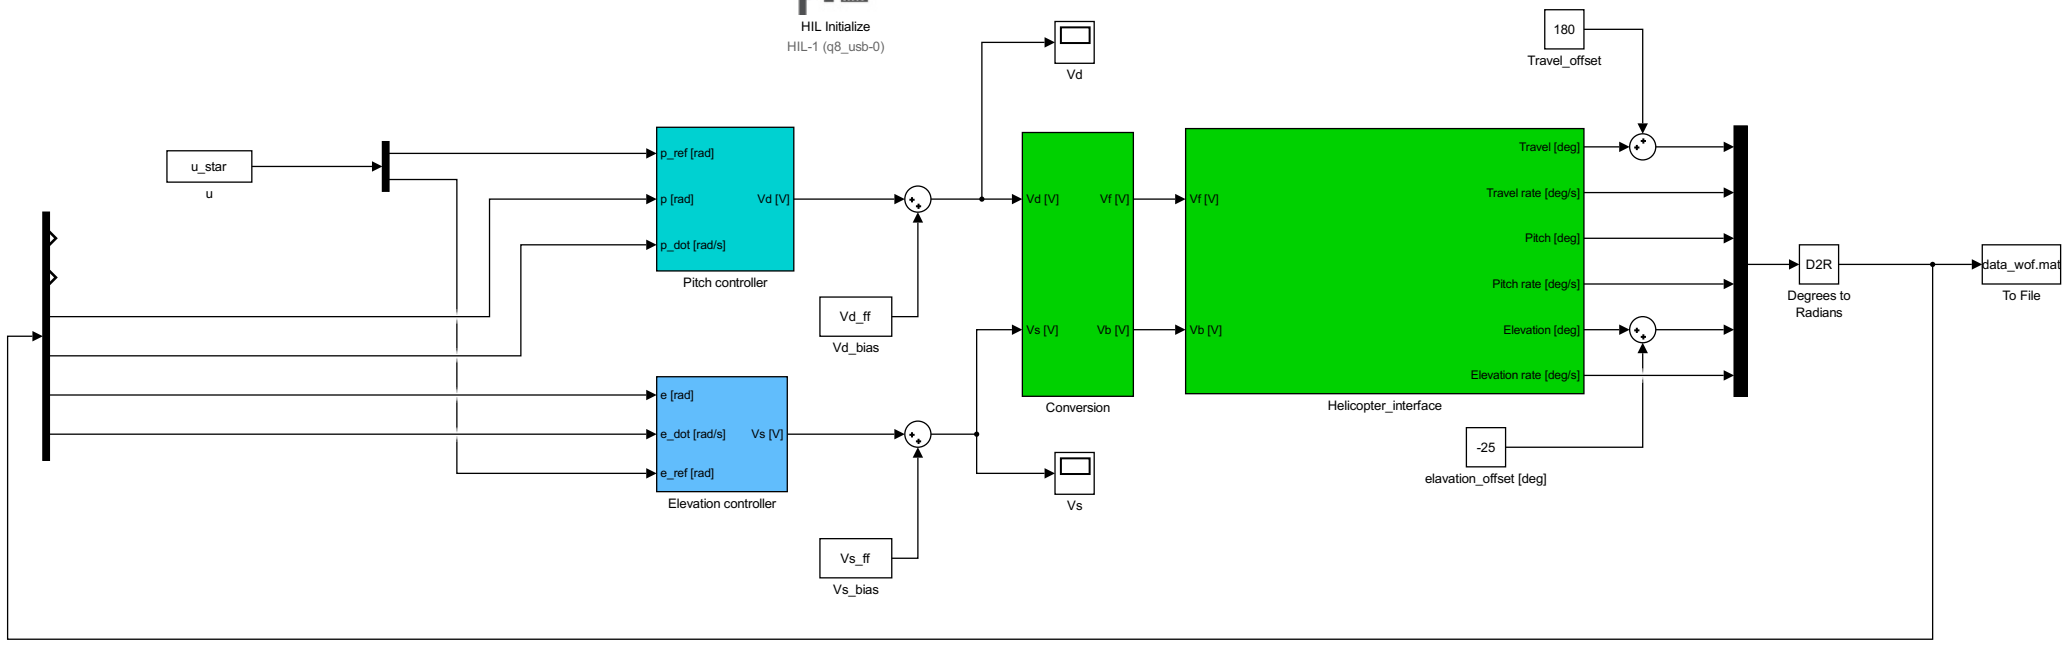 HIL Initialize
HIL-1 (q8_usb-0)
Vd
180
Travel_offset
u_star
u
p_ref [rad]
p [rad]
p_dot [rad/s]
Vd [V]
Pitch controller
Vd_ff
Vd_bias
e [rad]
e_dot [rad/s]
e_ref [rad]
Vs [V]
Elevation controller
Vs_ff
Vs_bias
Vd [V]
Vs [V]
Vf [V]
Vb [V]
Conversion
Vs
Vf [V]
Vb [V]
Travel [deg]
Travel rate [deg/s]
Pitch [deg]
Pitch rate [deg/s]
Elevation [deg]
Elevation rate [deg/s]
Helicopter_interface
-25
elavation_offset [deg]
D2R
Degrees to
Radians
data_wof.mat
To File